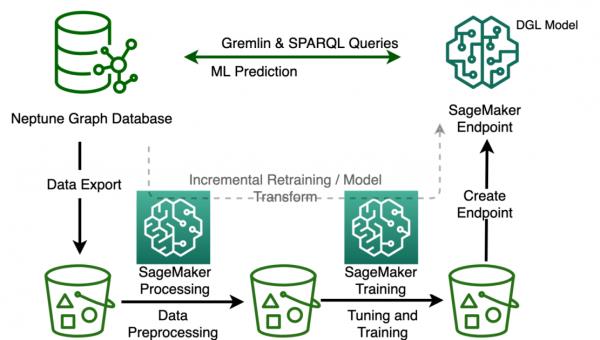 Gremlin & SPARQL Queries
ML Prediction
DGL Model
Neptune Graph Database
SageMaker
Endpoint
Data Export
Incremental Retraining / Model
Transform
Create
Endpoint
SageMaker
Processing
Data
Preprocessing
SageMaker
Training
Tuning and
Training